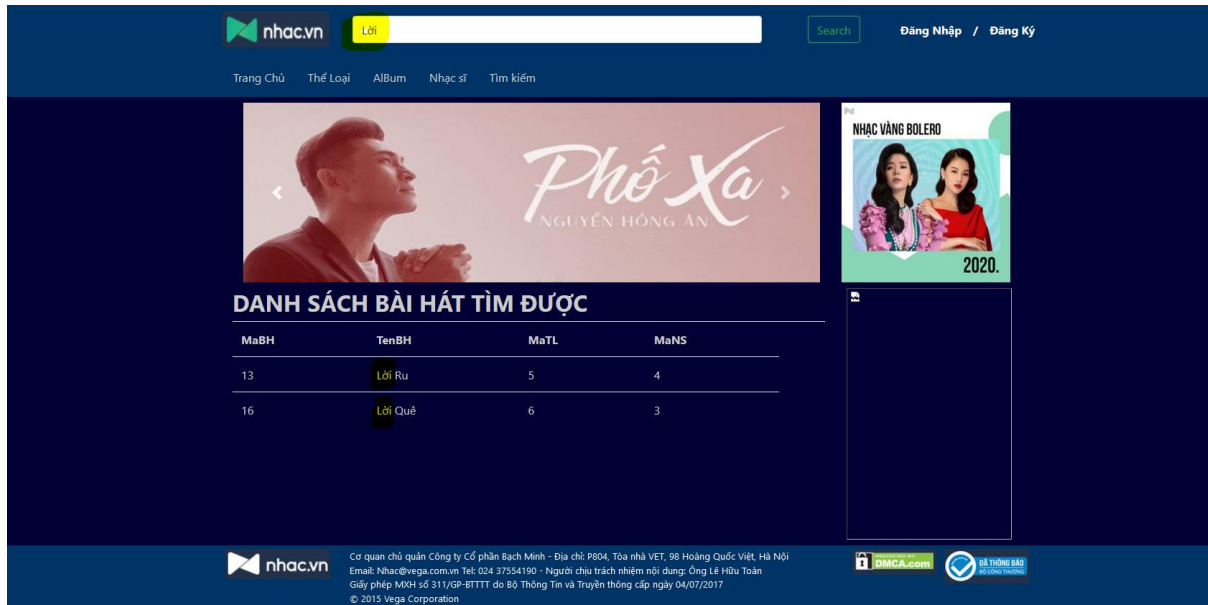 nhac.vn
Lời
Search
Đăng Nhập / Đăng Ký
Trang Chủ Thể Loại AlBum Nhạc sĩ Tìm kiếm
Phố Xa
NGUYỄN HỒNG ÂN
NHẠC VÀNG BOLERO
2020.
DANH SÁCH BÀI HÁT TÌM ĐƯỢC
MaBH TenBH MaTL MaNS
13 Lời Ru 5 4
16 Lời Quê 6 3
nhac.vn
Cơ quan chủ quản Công ty Cổ phần Bạch Minh - Địa chỉ: P804, Tòa nhà VET, 98 Hoàng Quốc Việt, Hà Nội
Email: Nhac@vega.com.vn Tel: 024 37554190 - Người chịu trách nhiệm nội dung: Ông Lê Hữu Toàn
Giấy phép MXH số 311/GP-BTTTT do Bộ Thông Tin và Truyền thông cấp ngày 04/07/2017
© 2015 Vega Corporation
PROTECTED BY
DMCA.com
ĐÃ THÔNG BÁO
BỘ CÔNG THƯƠNG